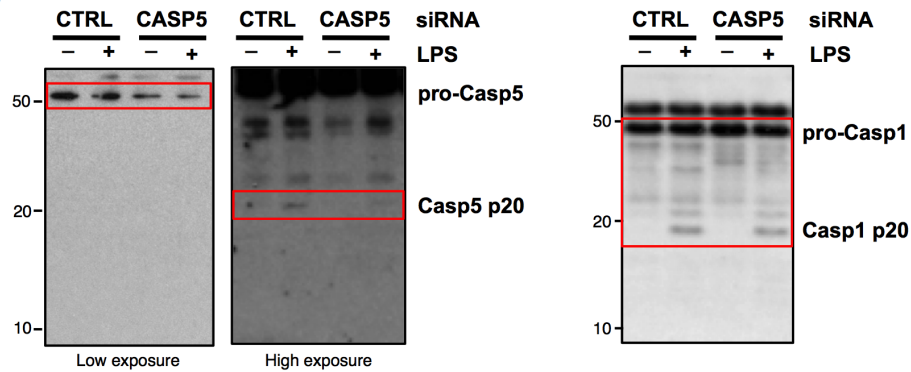 CTRL CASP5 CTRL CASP5 siRNA CTRL CASP5 siRNA
– + – + – + – + LPS – + – + LPS
50 pro-Casp5 50 pro-Casp1
20 Casp5 p20 20 Casp1 p20
10 10
Low exposure High exposure